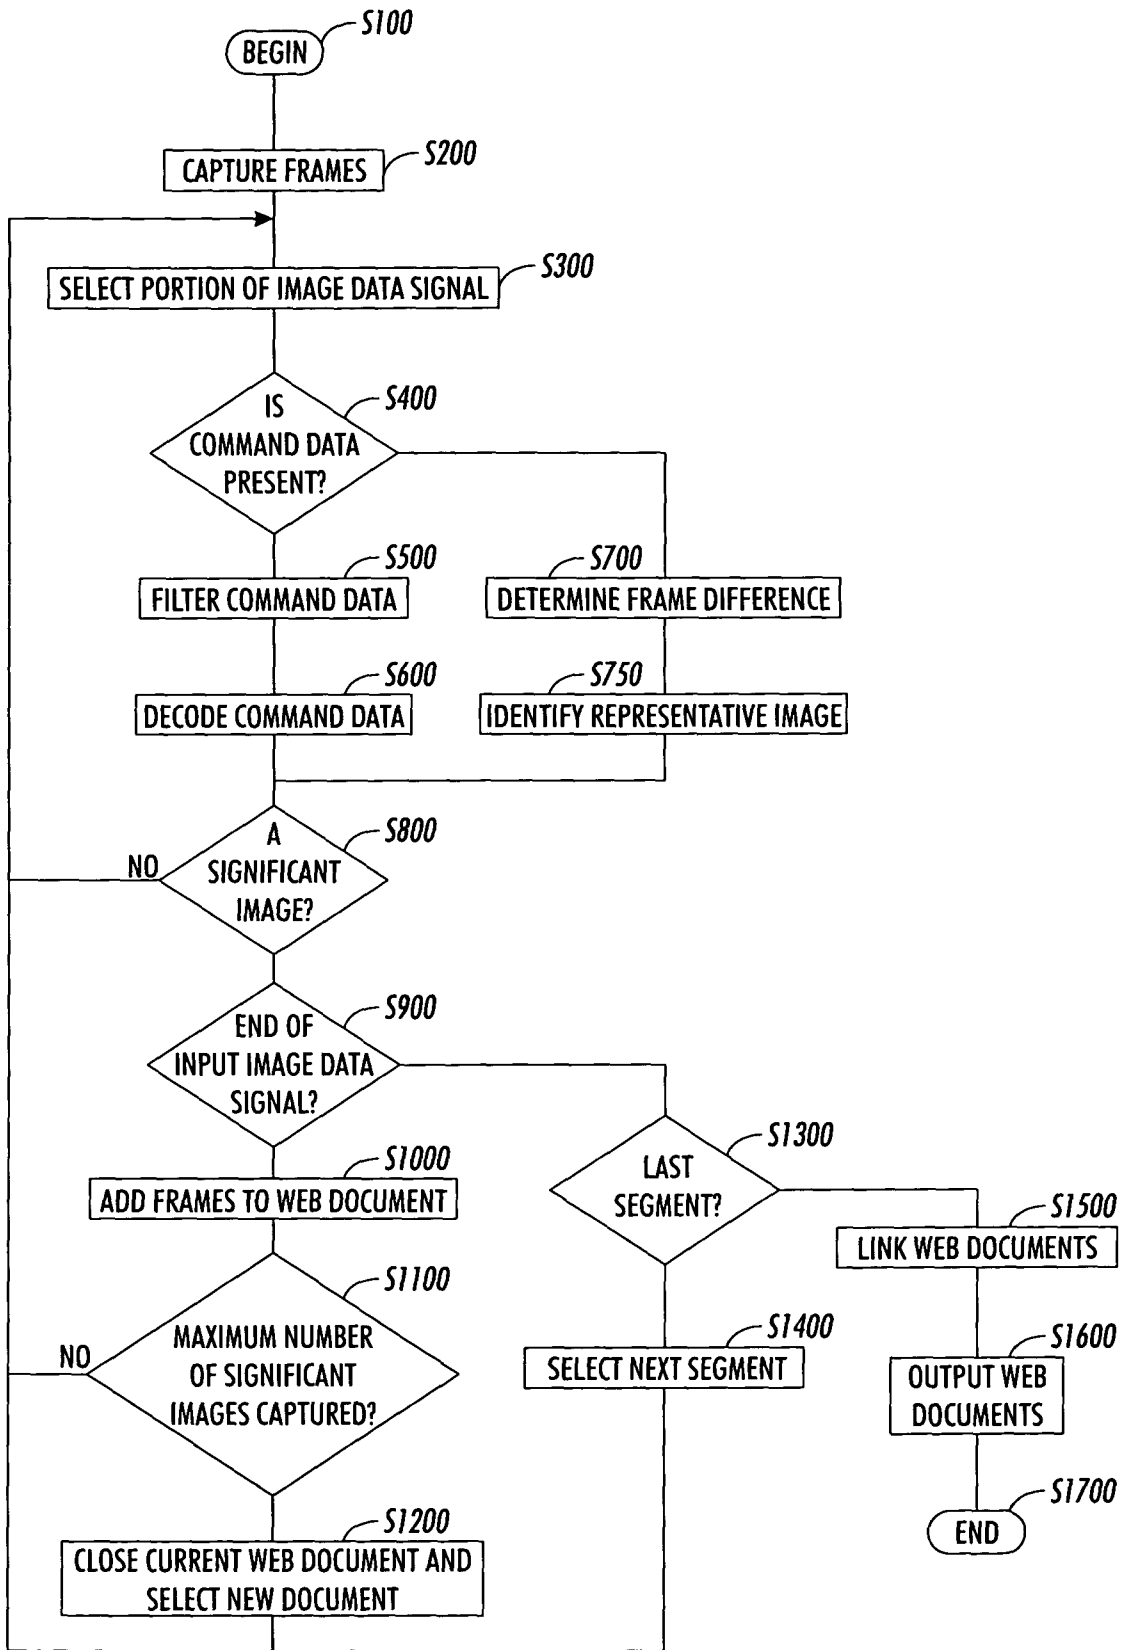 S100
BEGIN
S200
CAPTURE FRAMES
S300
SELECT PORTION OF IMAGE DATA SIGNAL
S400
IS
COMMAND DATA
PRESENT?
S500
FILTER COMMAND DATA
S700
DETERMINE FRAME DIFFERENCE
S600
DECODE COMMAND DATA
S750
IDENTIFY REPRESENTATIVE IMAGE
S800
A
SIGNIFICANT
IMAGE?
NO
S900
END OF
INPUT IMAGE DATA
SIGNAL?
S1000
ADD FRAMES TO WEB DOCUMENT
S1300
LAST
SEGMENT?
S1500
LINK WEB DOCUMENTS
S1100
MAXIMUM NUMBER
OF SIGNIFICANT
IMAGES CAPTURED?
NO
S1400
SELECT NEXT SEGMENT
S1600
OUTPUT WEB
DOCUMENTS
S1200
CLOSE CURRENT WEB DOCUMENT AND
SELECT NEW DOCUMENT
S1700
END